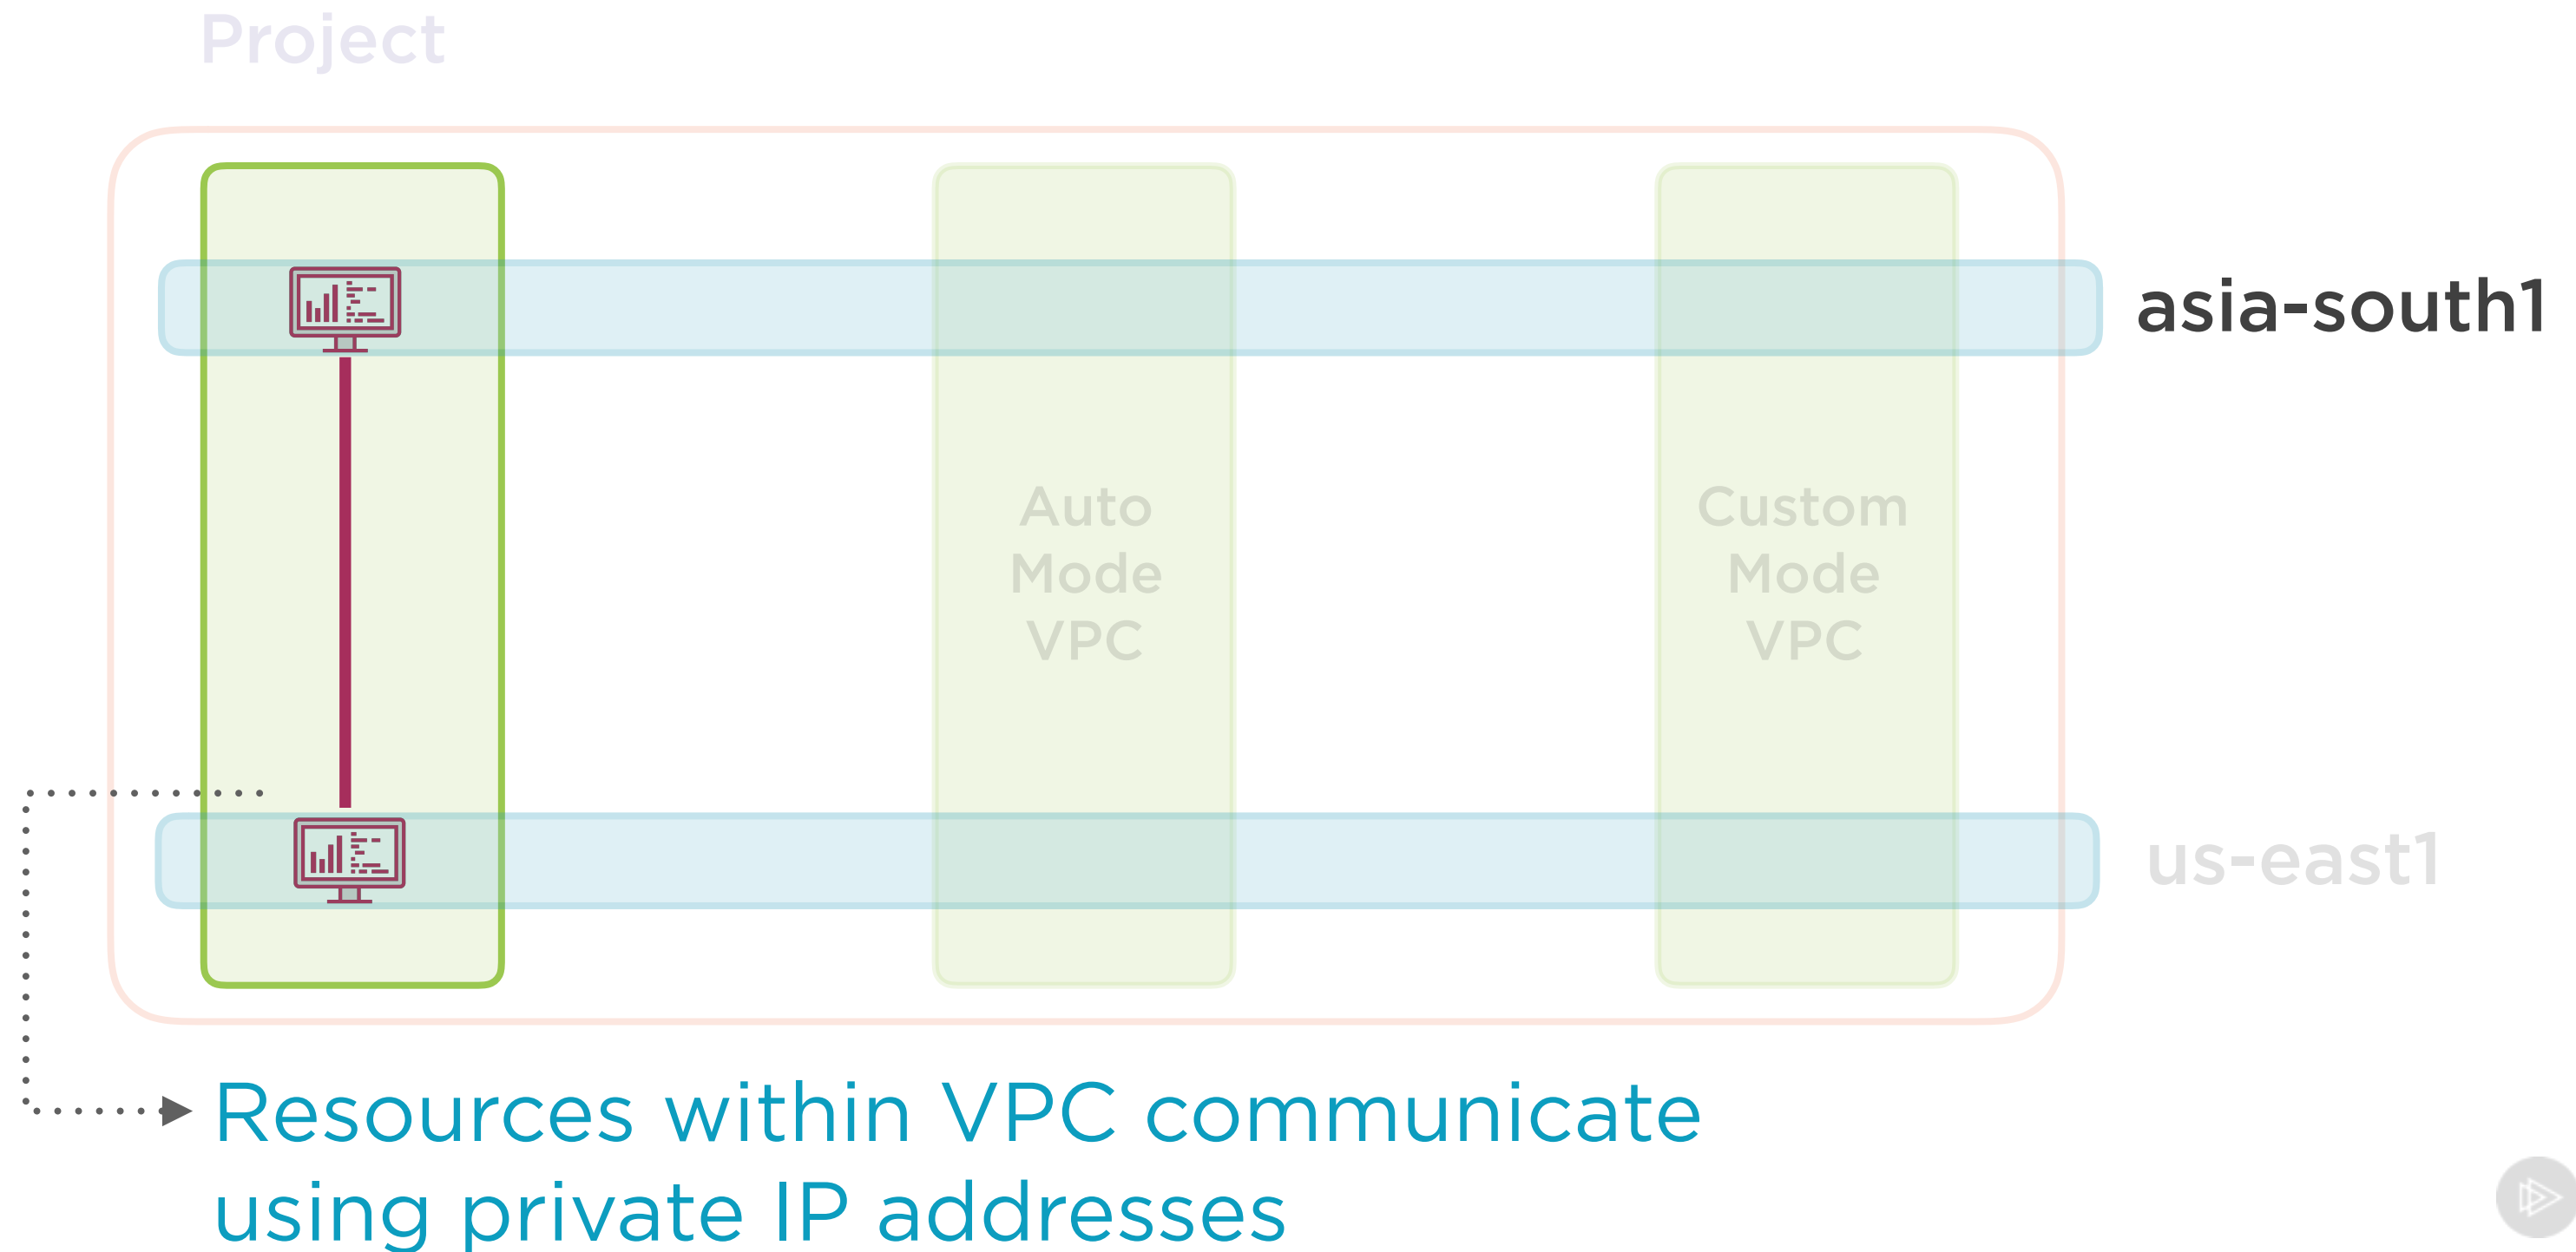 Project
asia-south1
Auto
Mode
VPC
Custom
Mode
VPC
us-east1
Resources within VPC communicate
using private IP addresses